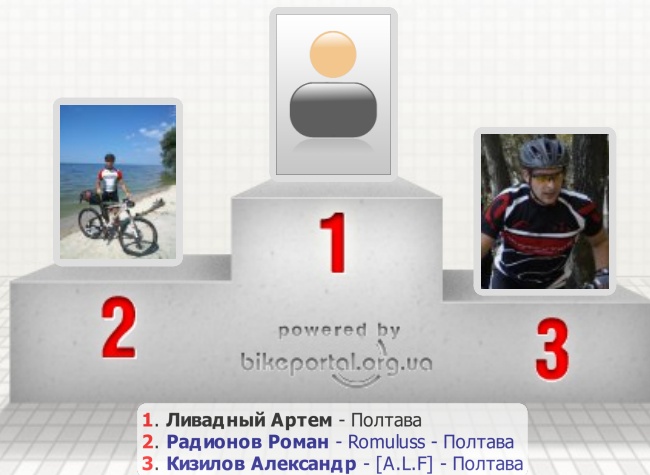 1
2
3
powered by
bikeportal.org.ua
1. Ливадный Артем - Полтава
2. Радионов Роман - Romuluss - Полтава
3. Кизилов Александр - [A.L.F] - Полтава